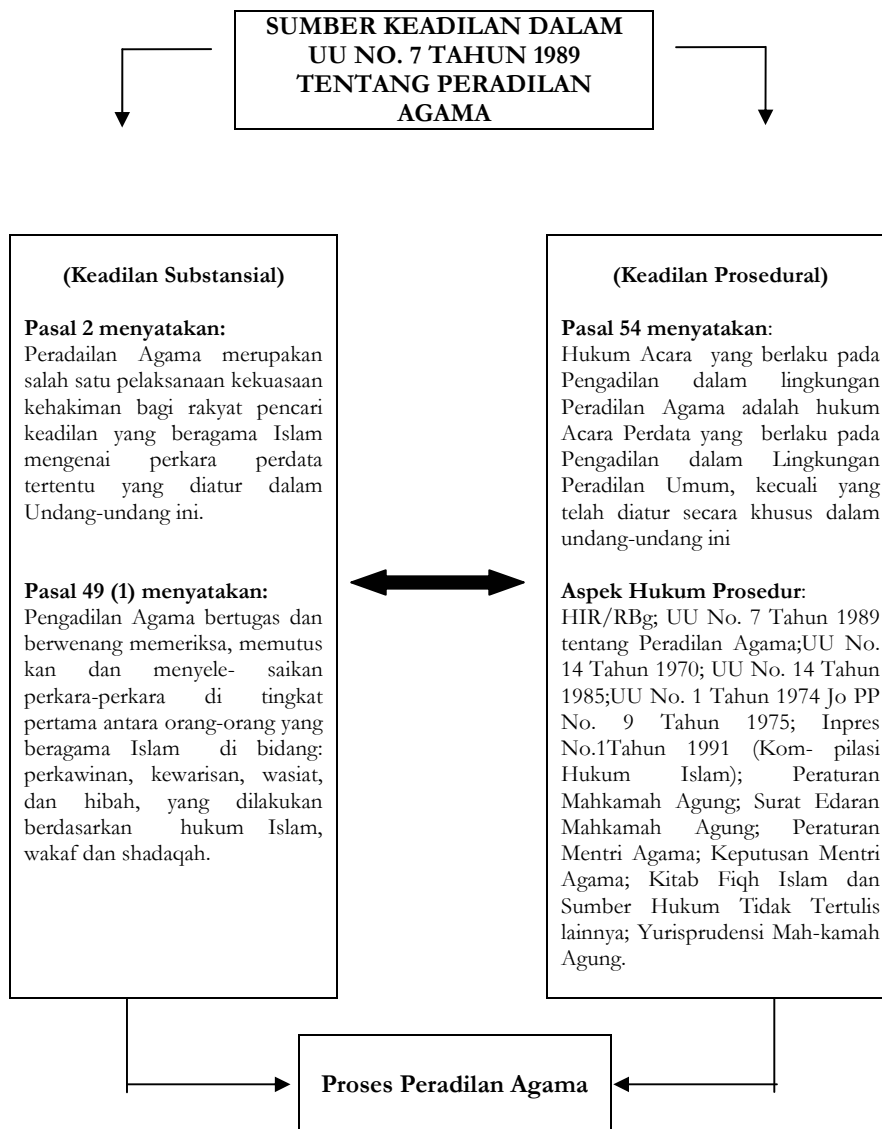 SUMBER KEADILAN DALAM
UU NO. 7 TAHUN 1989
TENTANG PERADILAN
AGAMA
(Keadilan Substansial)
Pasal 2 menyatakan:
Peradailan Agama merupakan
salah satu pelaksanaan kekuasaan
kehakiman bagi rakyat pencari
keadilan yang beragama Islam
mengenai perkara perdata
tertentu yang diatur dalam
Undang-undang ini.
Pasal 49 (1) menyatakan:
Pengadilan Agama bertugas dan
berwenang memeriksa, memutus
kan dan menyele- saikan
perkara-perkara di tingkat
pertama antara orang-orang yang
beragama Islam di bidang:
perkawinan, kewarisan, wasiat,
dan hibah, yang dilakukan
berdasarkan hukum Islam,
wakaf dan shadaqah.
(Keadilan Prosedural)
Pasal 54 menyatakan:
Hukum Acara yang berlaku pada
Pengadilan dalam lingkungan
Peradilan Agama adalah hukum
Acara Perdata yang berlaku pada
Pengadilan dalam Lingkungan
Peradilan Umum, kecuali yang
telah diatur secara khusus dalam
undang-undang ini
Aspek Hukum Prosedur:
HIR/RBg; UU No. 7 Tahun 1989
tentang Peradilan Agama;UU No.
14 Tahun 1970; UU No. 14 Tahun
1985;UU No. 1 Tahun 1974 Jo PP
No. 9 Tahun 1975; Inpres
No.1Tahun 1991 (Kom- pilasi
Hukum Islam); Peraturan
Mahkamah Agung; Surat Edaran
Mahkamah Agung; Peraturan
Mentri Agama; Keputusan Mentri
Agama; Kitab Fiqh Islam dan
Sumber Hukum Tidak Tertulis
lainnya; Yurisprudensi Mah-kamah
Agung.
Proses Peradilan Agama